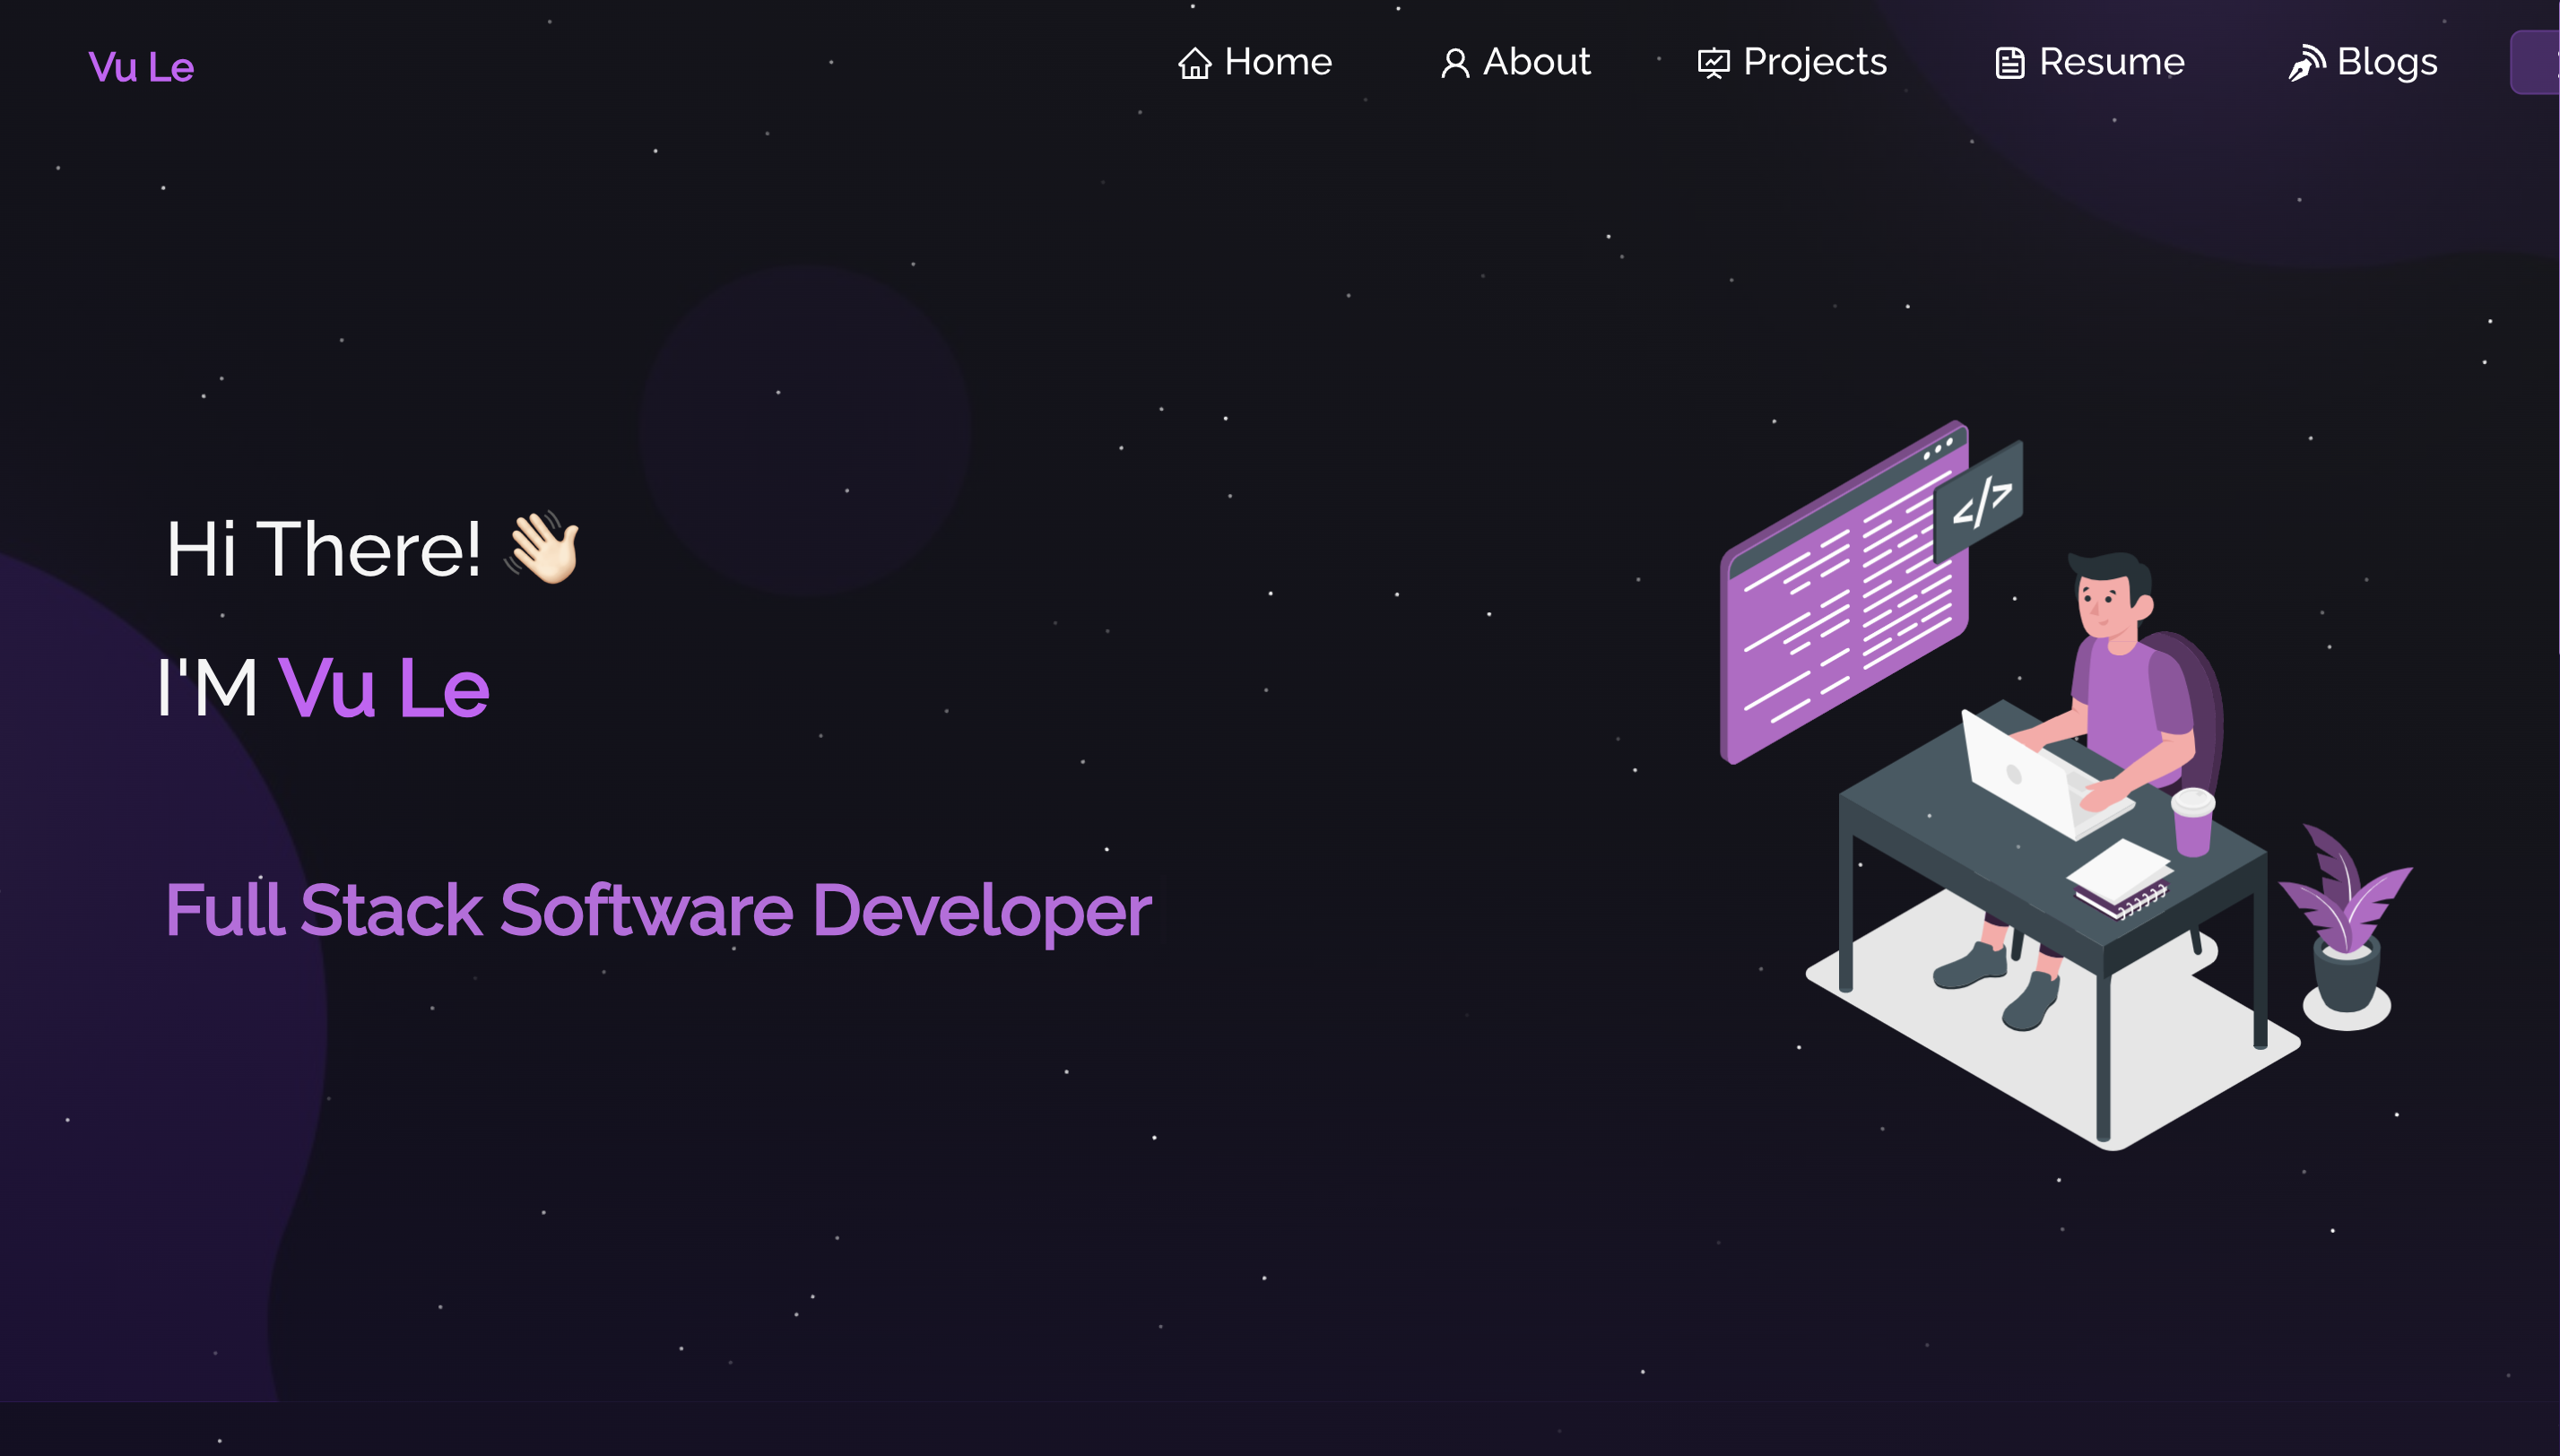 Vu Le
Home About Projects Resume Blogs
Hi There! 👋🏻
I'M Vu Le
</>
Full Stack Software Developer